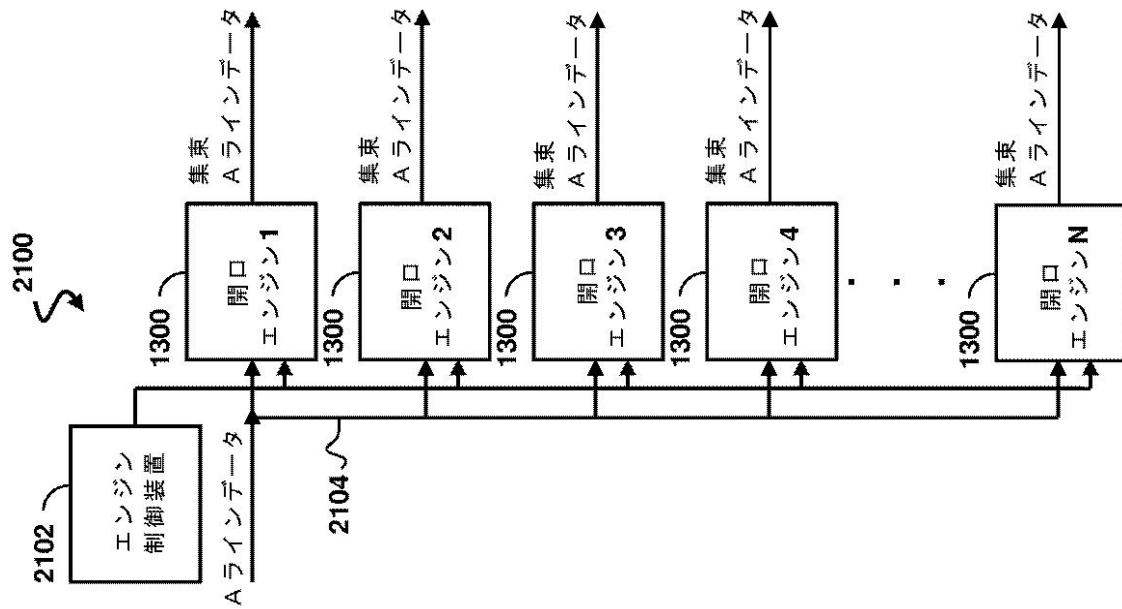 2100
2102
エンジン
制御装置
Aラインデータ
2104
1300
開口
エンジン1
集束
Aラインデータ
1300
開口
エンジン2
集束
Aラインデータ
1300
開口
エンジン3
集束
Aラインデータ
1300
開口
エンジン4
集束
Aラインデータ
1300
開口
エンジンN
集束
Aラインデータ